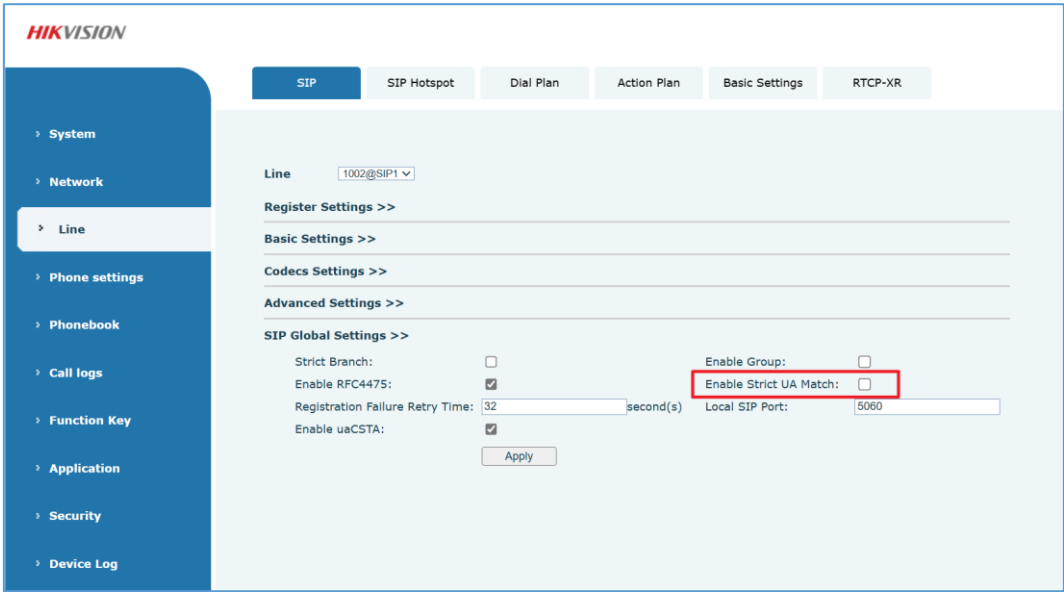 HIKVISION
SIP SIP Hotspot Dial Plan Action Plan Basic Settings RTCP-XR
› System
› Network
› Line
› Phone settings
› Phonebook
› Call logs
› Function Key
› Application
› Security
› Device Log
Line 1002@SIP1
Register Settings >>
Basic Settings >>
Codecs Settings >>
Advanced Settings >>
SIP Global Settings >>
Strict Branch: Enable Group:
Enable RFC4475: Enable Strict UA Match:
Registration Failure Retry Time: 32 second(s) Local SIP Port: 5060
Enable uaCSTA:
Apply